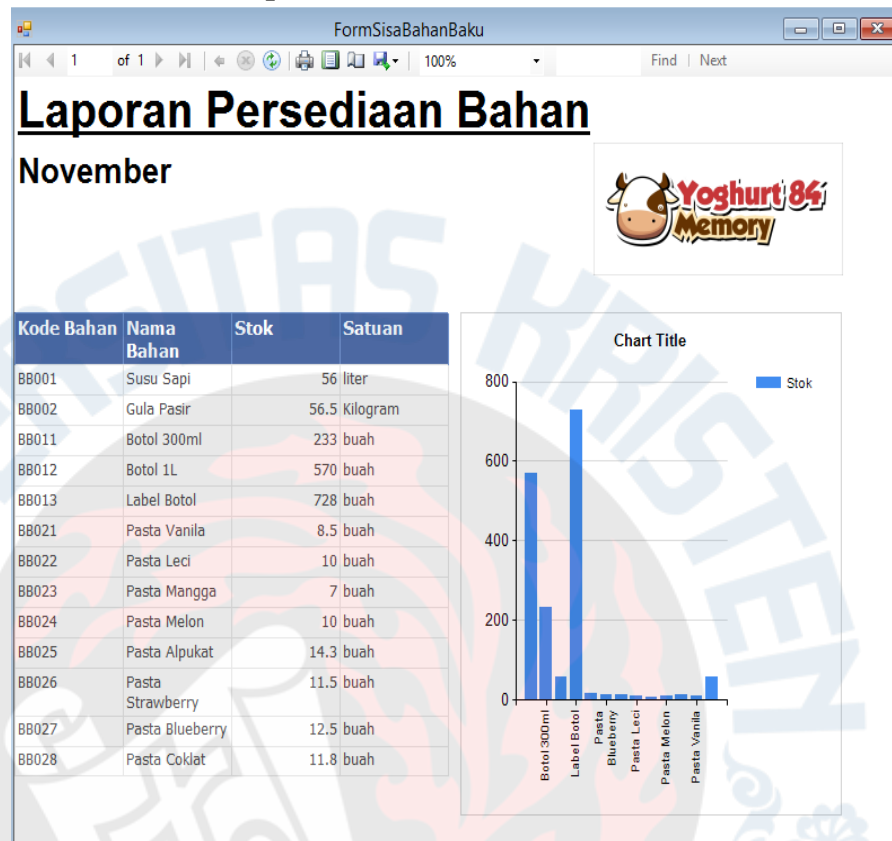 FormSisaBahanBaku
1 of 1 100% Find | Next
Laporan Persediaan Bahan
November
Yoghurt 84
Memory
Kode Bahan Nama Bahan Stok Satuan
BB001 Susu Sapi 56 liter
BB002 Gula Pasir 56.5 Kilogram
BB011 Botol 300ml 233 buah
BB012 Botol 1L 570 buah
BB013 Label Botol 728 buah
BB021 Pasta Vanila 8.5 buah
BB022 Pasta Leci 10 buah
BB023 Pasta Mangga 7 buah
BB024 Pasta Melon 10 buah
BB025 Pasta Alpukat 14.3 buah
BB026 Pasta Strawberry 11.5 buah
BB027 Pasta Blueberry 12.5 buah
BB028 Pasta Coklat 11.8 buah
Chart Title
Stok
800
600
400
200
0
Botol 300ml
Label Botol
Pasta Blueberry
Pasta Leci
Pasta Melon
Pasta Vanila
UNIVERSITAS KRISTEN